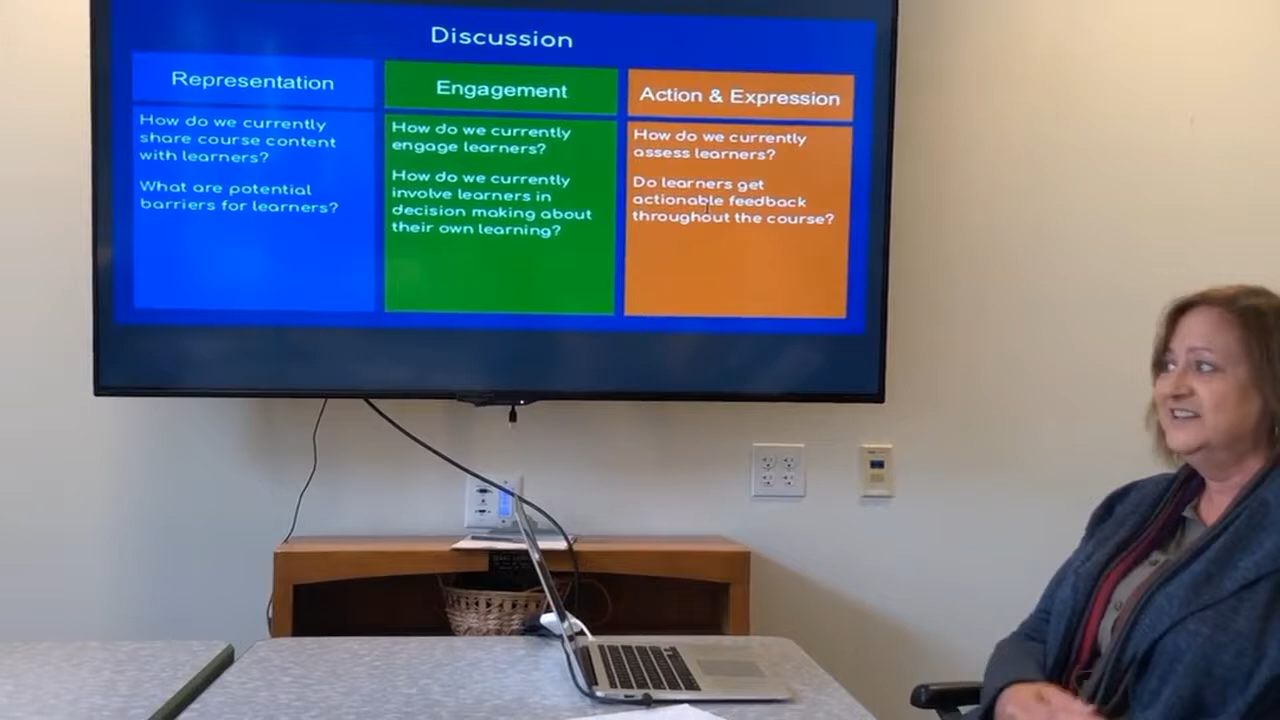 Discussion
Representation
How do we currently
share course content
with learners?
What are potential
barriers for learners?
Engagement
How do we currently
engage learners?
How do we currently
involve learners in
decision making about
their own learning?
Action & Expression
How do we currently
assess learners?
Do learners get
actionable feedback
throughout the course?